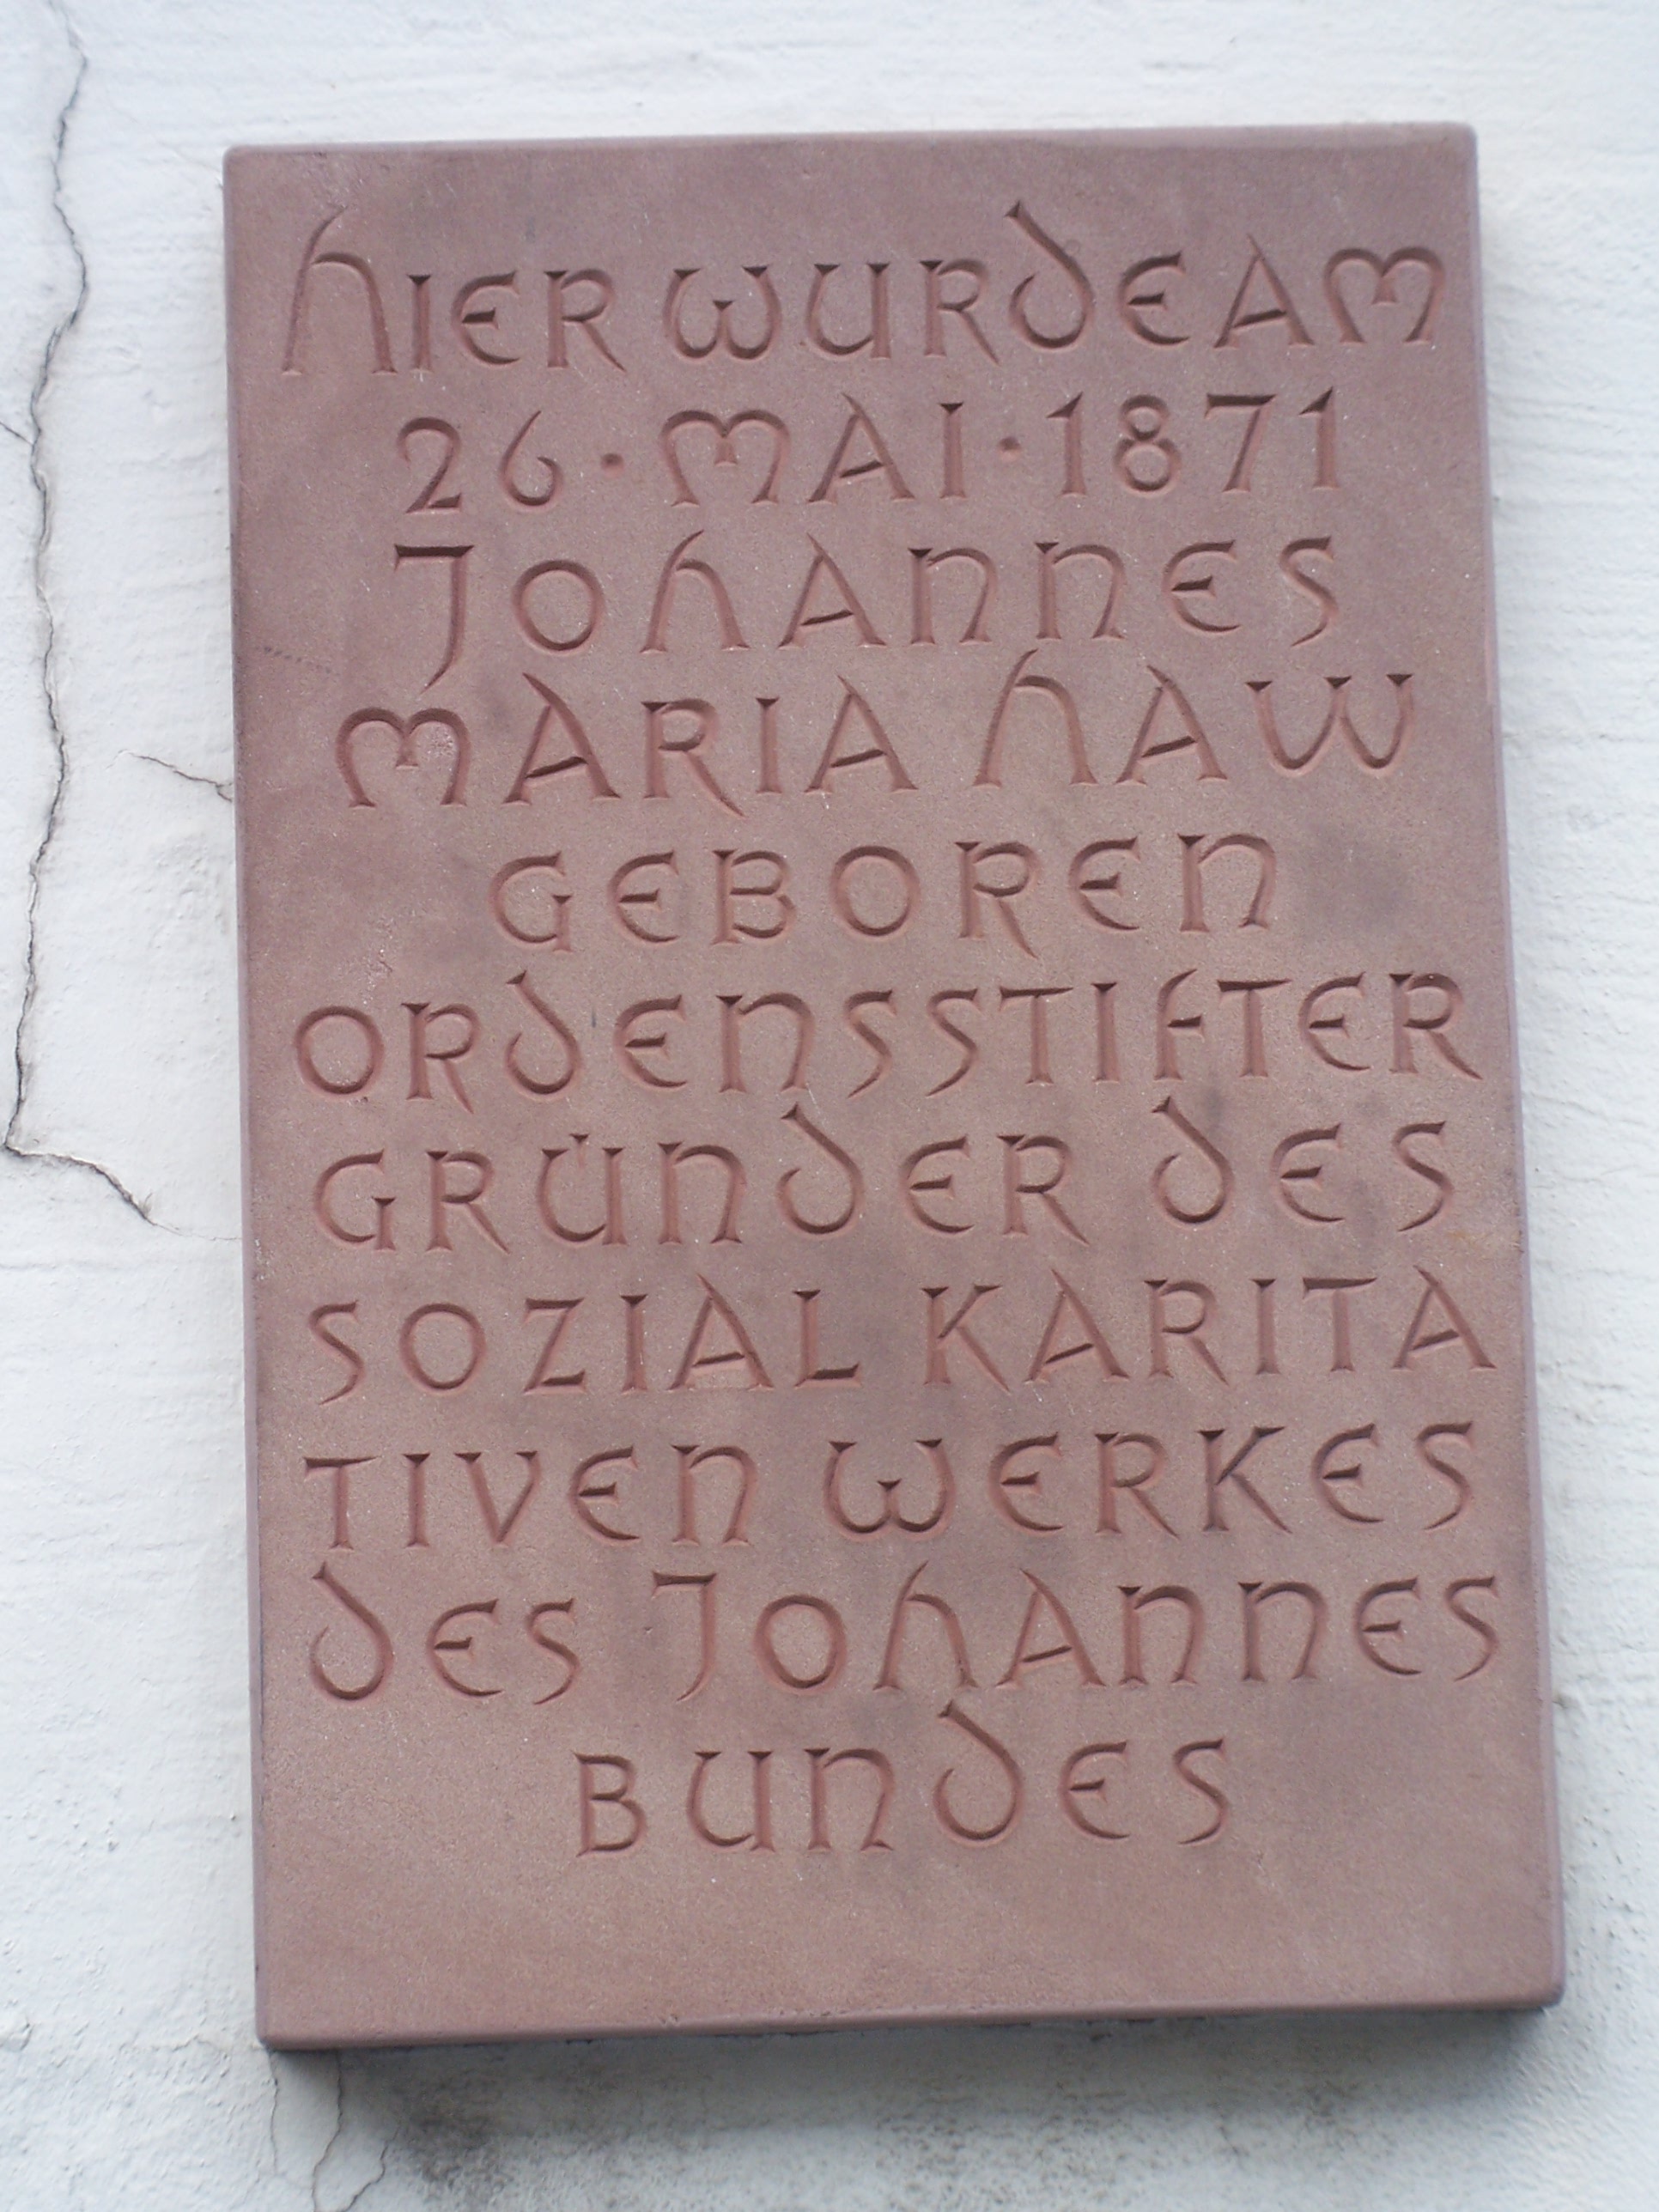 HIER WURDE AM
26·MAI·1871
JOHANNES
MARIA HAW
GEBOREN
ORDENSSTIFTER
GRÜNDER DES
SOZIAL KARITA
TIVEN WERKES
DES JOHANNES
BUNDES